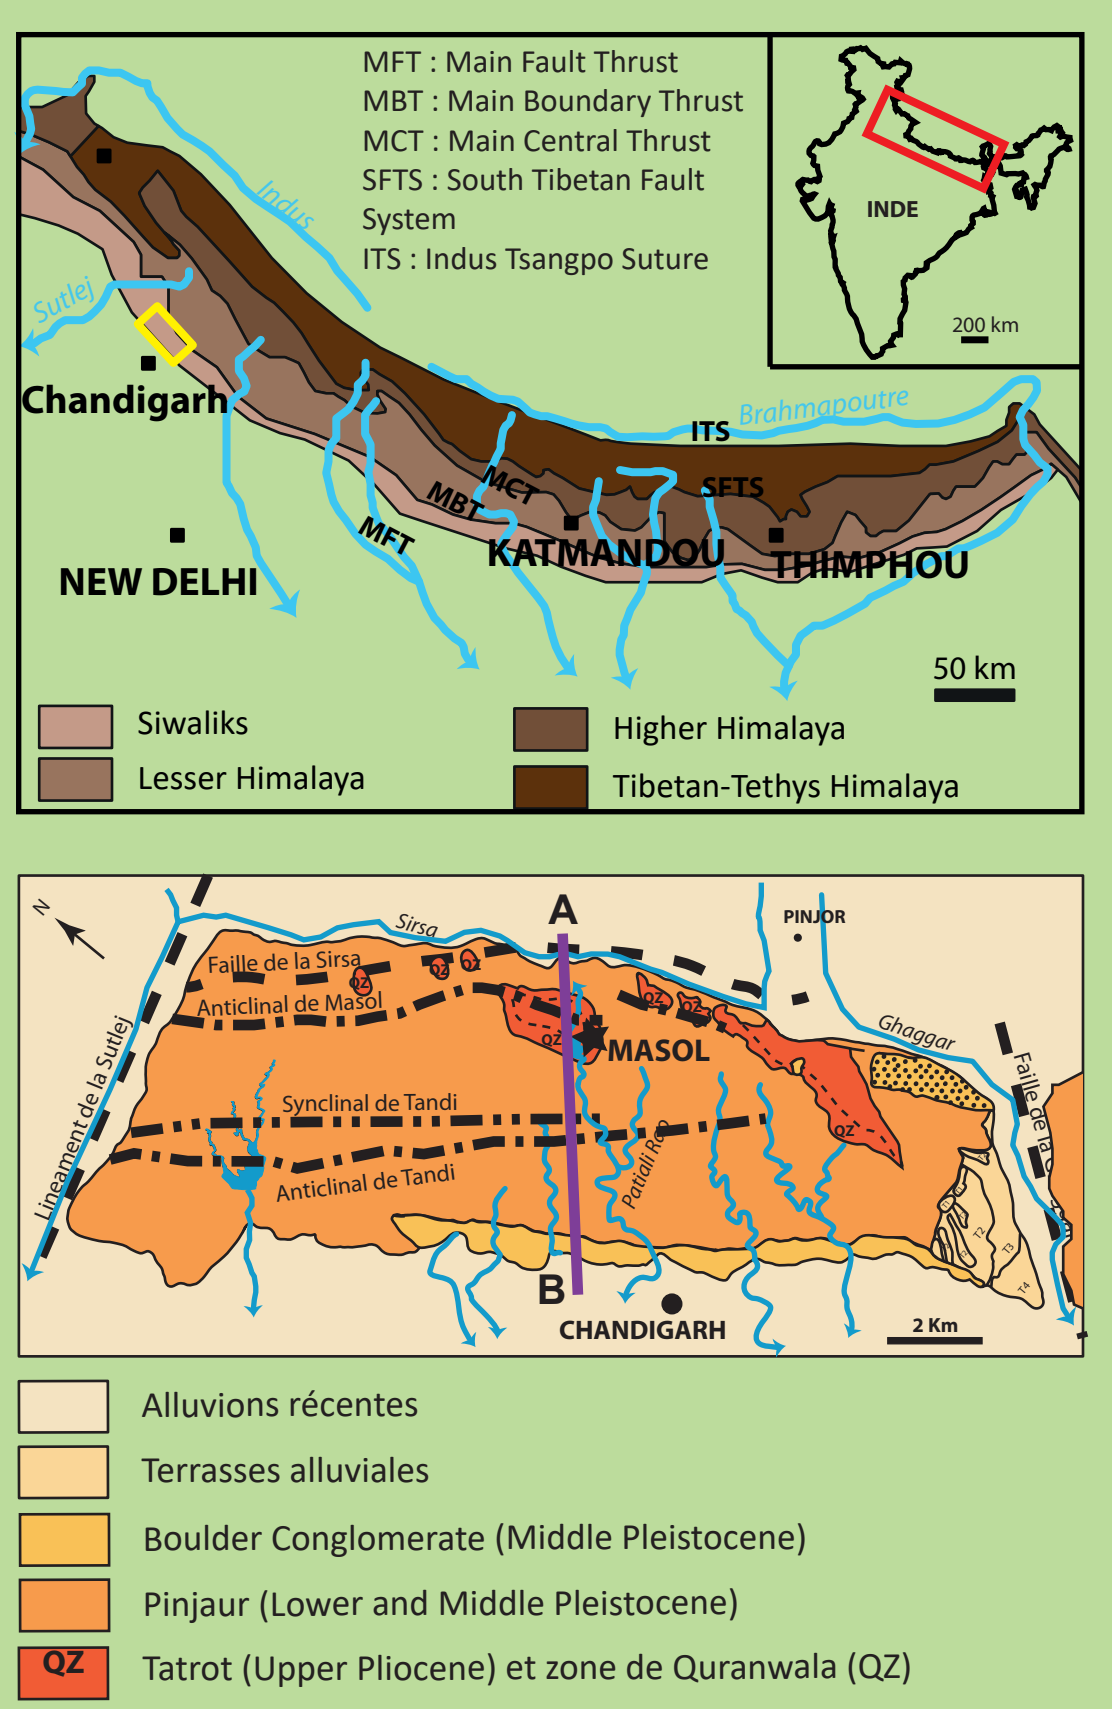 MFT : Main Fault Thrust
MBT : Main Boundary Thrust
MCT : Main Central Thrust
SFTS : South Tibetan Fault
System
ITS : Indus Tsangpo Suture
INDE
200 km
Indus
Sutlej
Chandigarh
Brahmapoutre
ITS
SFTS
MCT
MBT
MFT
KATMANDOU
THIMPHOU
NEW DELHI
50 km
Siwaliks
Higher Himalaya
Lesser Himalaya
Tibetan-Tethys Himalaya
N
A
PINJOR
Sirsa
Faille de la Sirsa
QZ
QZ
QZ
Anticlinal de Masol
QZ
QZ
QZ
MASOL
Ghaggar
Lineament de la Sutlej
Synclinal de Tandi
Anticlinal de Tandi
Patiali Rao
QZ
Faille de la
T2
T3
T4
B
CHANDIGARH
2 Km
Alluvions récentes
Terrasses alluviales
Boulder Conglomerate (Middle Pleistocene)
Pinjaur (Lower and Middle Pleistocene)
QZ
Tatrot (Upper Pliocene) et zone de Quranwala (QZ)